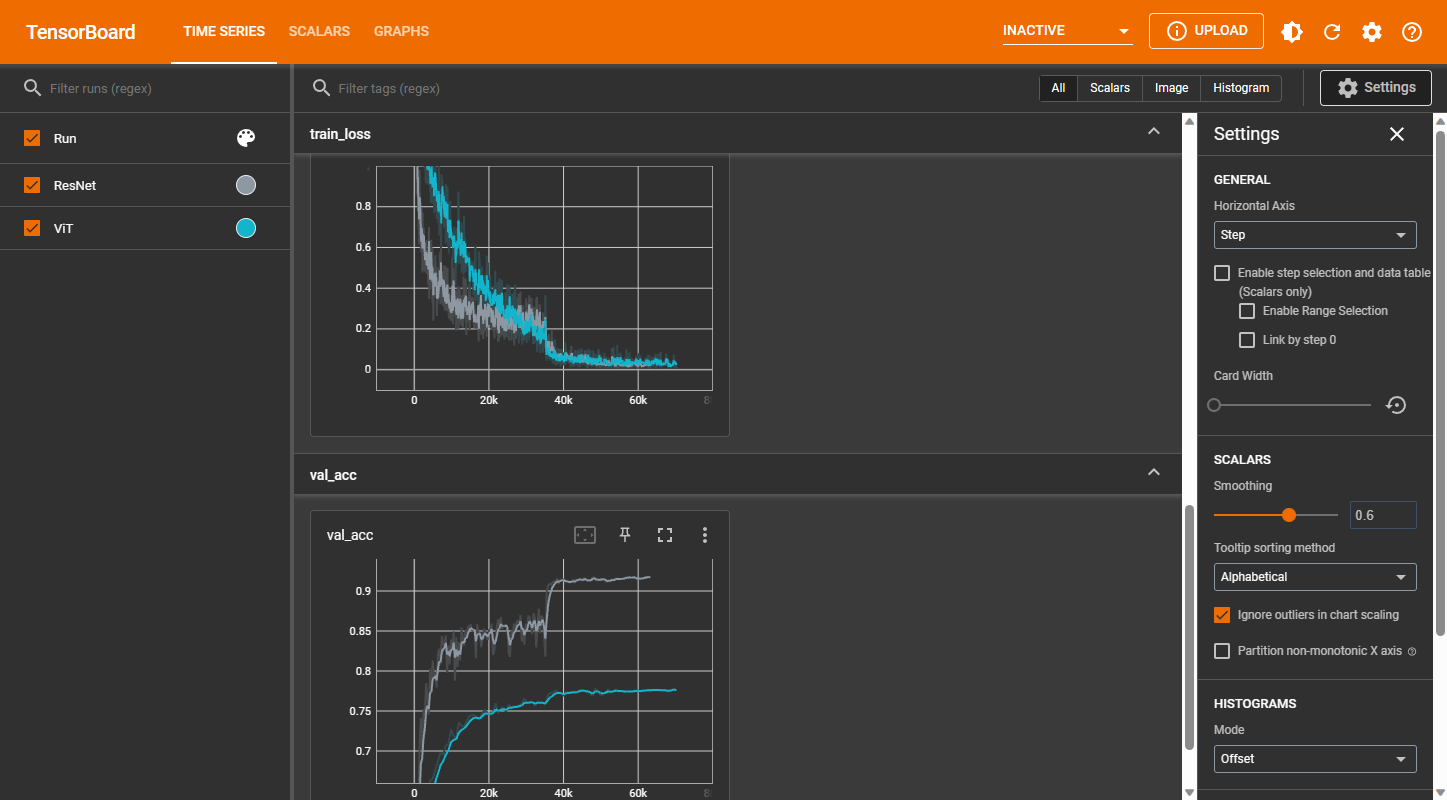 TensorBoard
TIME SERIES
SCALARS
GRAPHS
INACTIVE
UPLOAD
Filter runs (regex)
Filter tags (regex)
All
Scalars
Image
Histogram
Settings
Run
ResNet
ViT
train_loss
0.8
0.6
0.4
0.2
0
0
20k
40k
60k
val_acc
val_acc
0.9
0.85
0.8
0.75
0.7
0
20k
40k
60k
Settings
GENERAL
Horizontal Axis
Step
Enable step selection and data table
(Scalars only)
Enable Range Selection
Link by step 0
Card Width
SCALARS
Smoothing
0.6
Tooltip sorting method
Alphabetical
Ignore outliers in chart scaling
Partition non-monotonic X axis
HISTOGRAMS
Mode
Offset